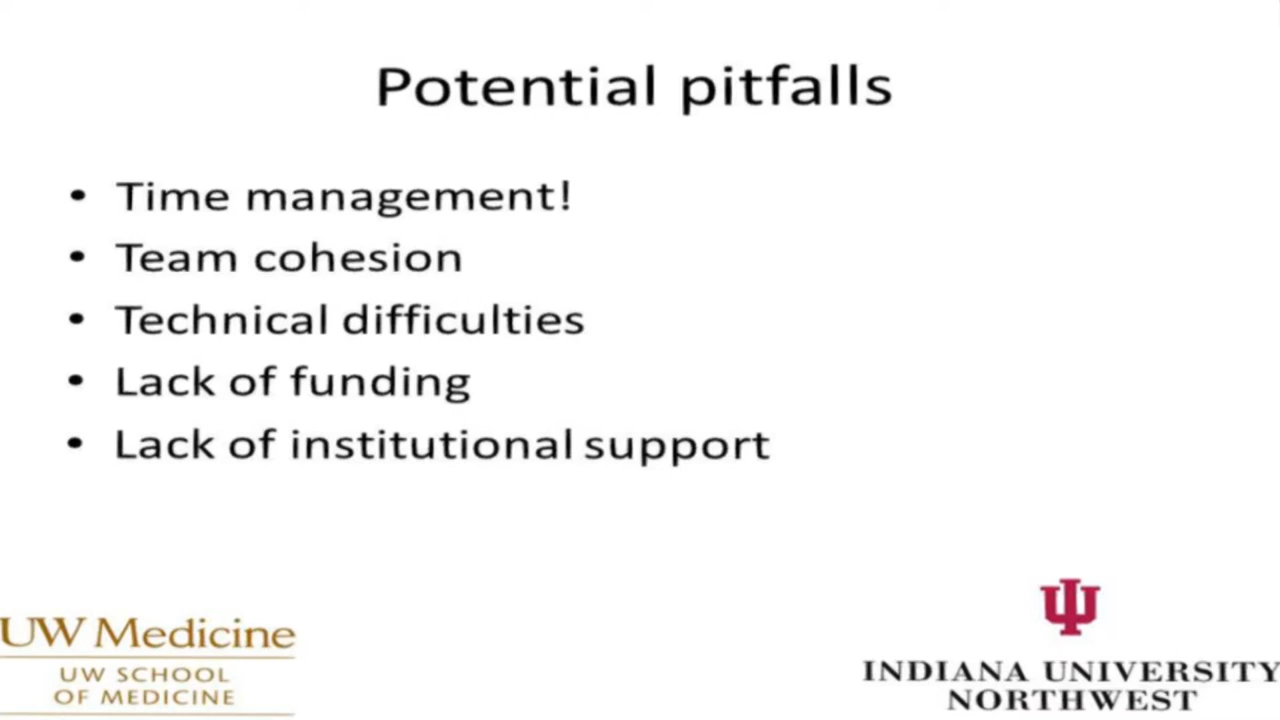 Potential pitfalls
• Time management!
• Team cohesion
• Technical difficulties
• Lack of funding
• Lack of institutional support
UW Medicine
UW SCHOOL
OF MEDICINE
INDIANA UNIVERSITY
NORTHWEST